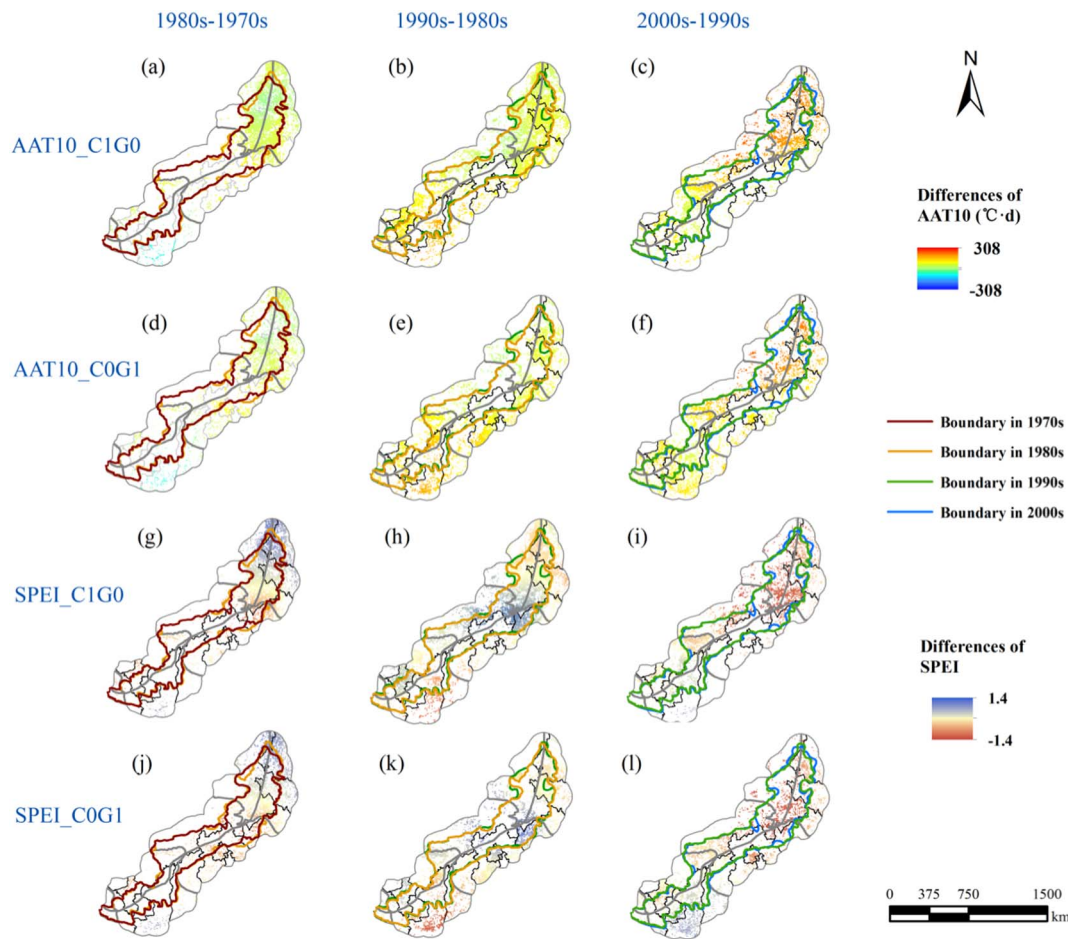 1980s-1970s
1990s-1980s
2000s-1990s
N
(a)
(b)
(c)
AAT10_C1G0
Differences of
AAT10 (℃·d)
308
-308
(d)
(e)
(f)
AAT10_C0G1
Boundary in 1970s
Boundary in 1980s
Boundary in 1990s
Boundary in 2000s
(g)
(h)
(i)
SPEI_C1G0
Differences of
SPEI
1.4
-1.4
(j)
(k)
(l)
SPEI_C0G1
0 375 750 1500
km